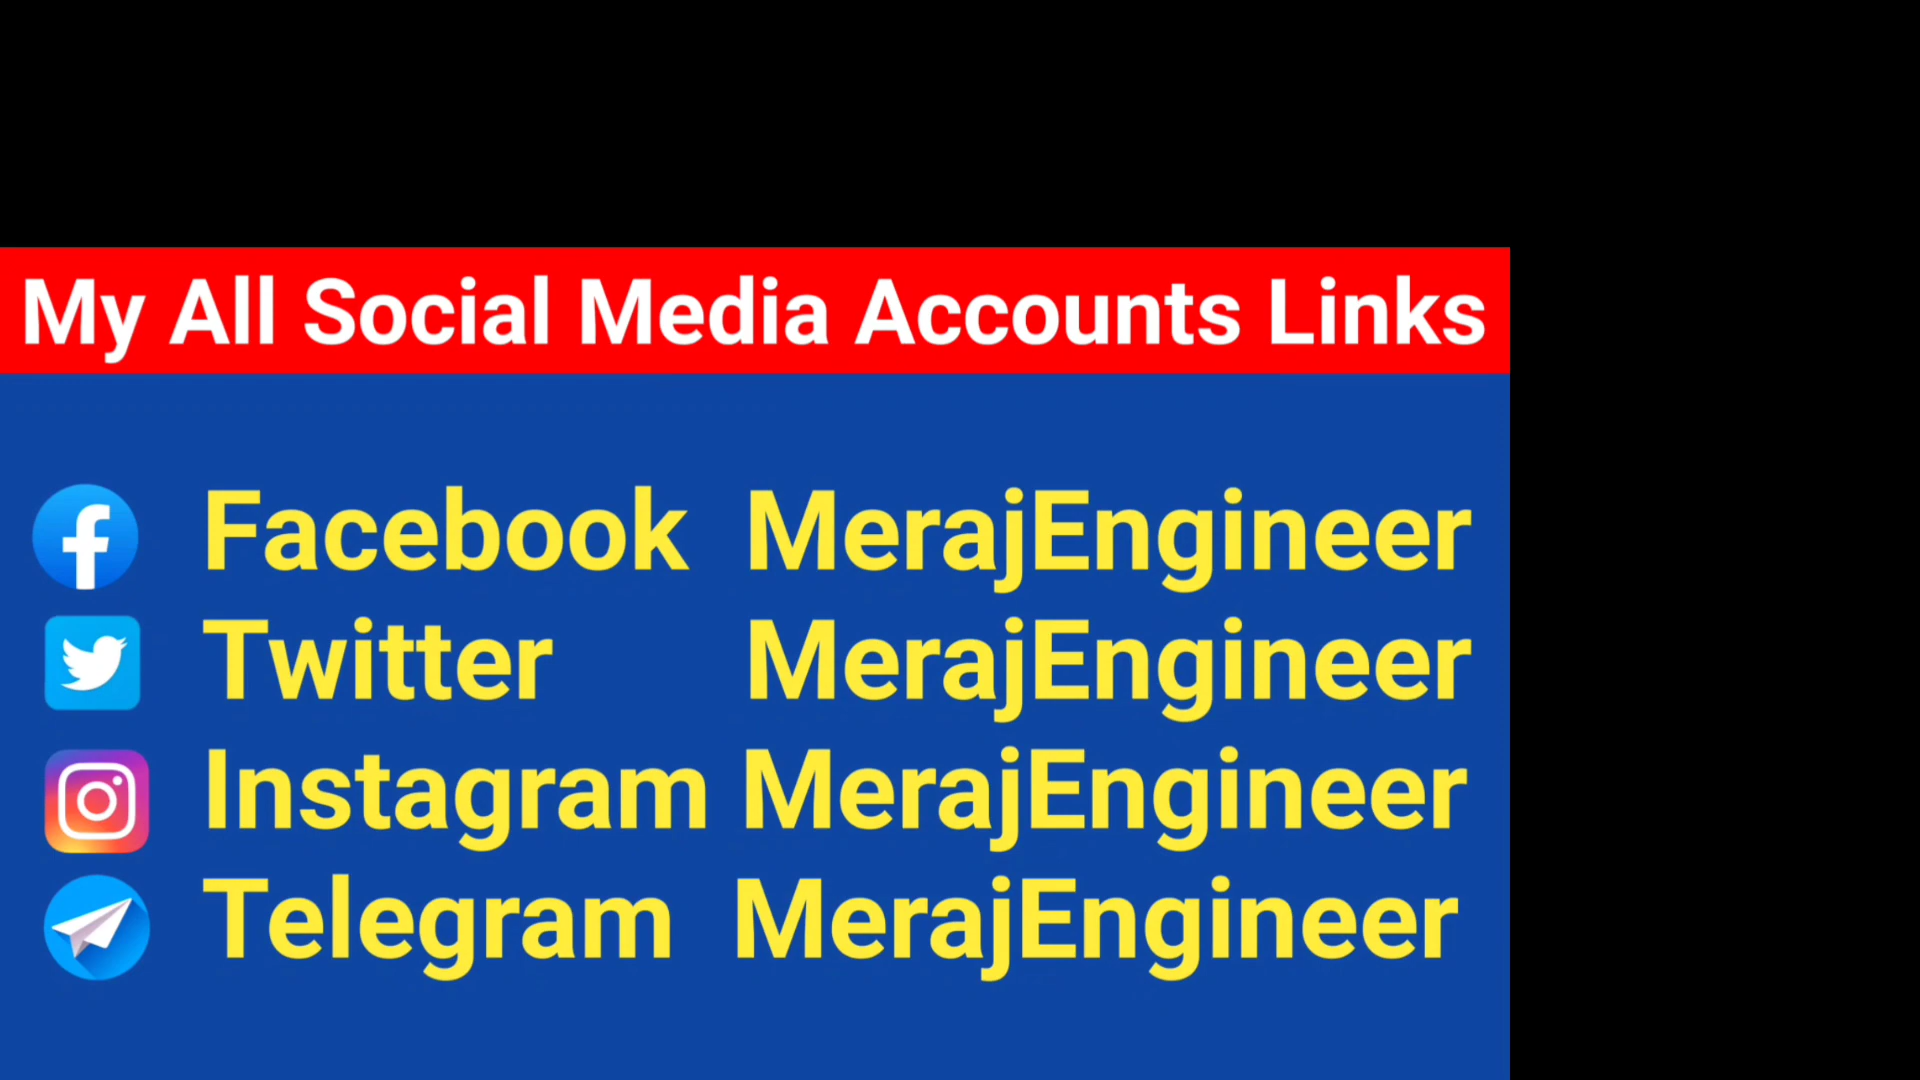 My All Social Media Accounts Links
Facebook MerajEngineer
Twitter MerajEngineer
Instagram MerajEngineer
Telegram MerajEngineer